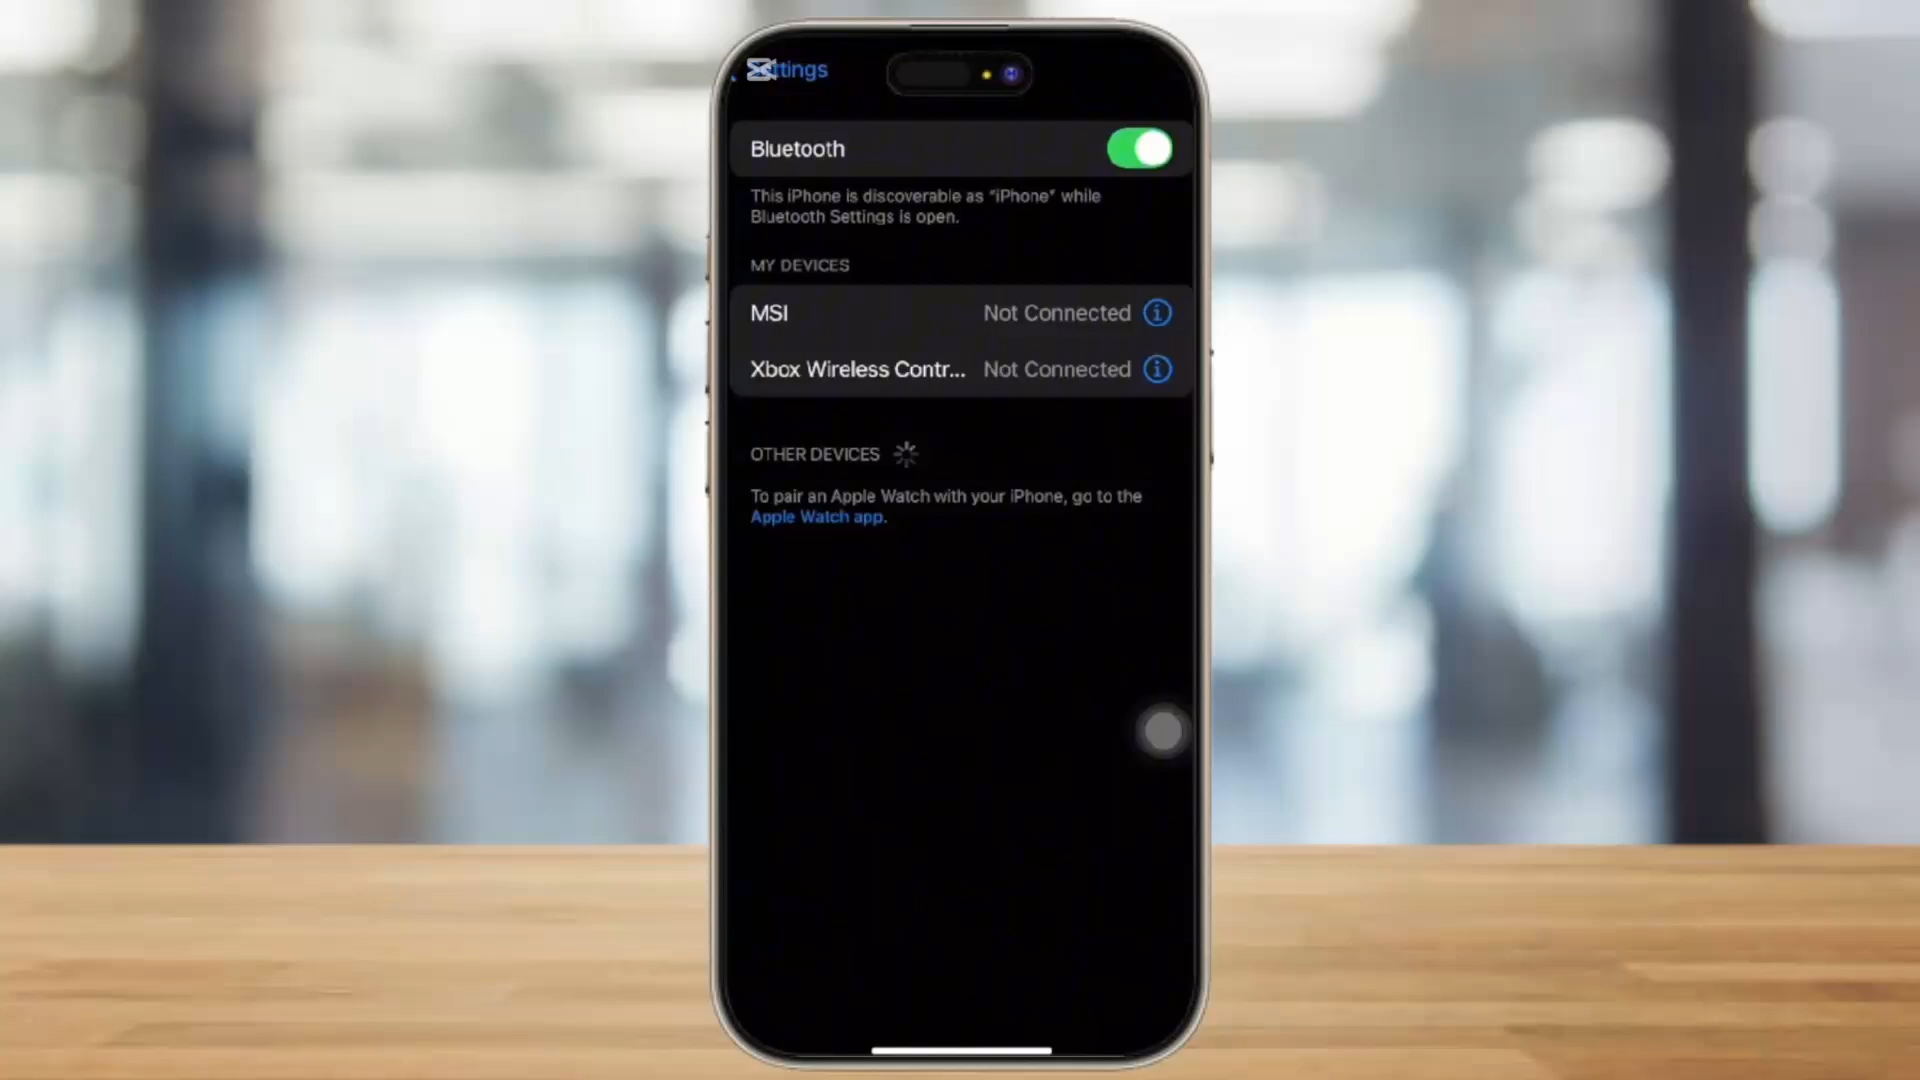 ttings
Bluetooth
This iPhone is discoverable as "iPhone" while
Bluetooth Settings is open.
MY DEVICES
MSI Not Connected
Xbox Wireless Contr... Not Connected
OTHER DEVICES
To pair an Apple Watch with your iPhone, go to the
Apple Watch app.